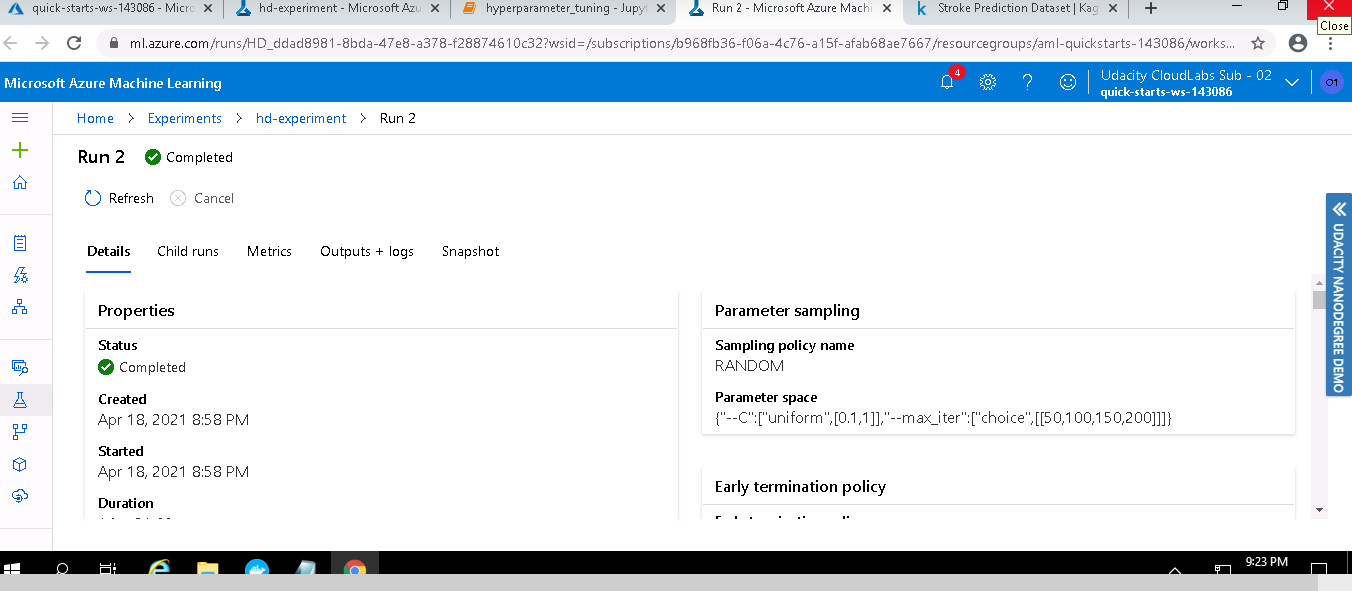 quick-starts-ws-143086 - Micro
hd-experiment - Microsoft Azu
hyperparameter_tuning - Jupyt
Run 2 - Microsoft Azure Machi
Stroke Prediction Dataset | Kag
Close
ml.azure.com/runs/HD_ddad8981-8bda-47e8-a378-f28874610c32?wsid=/subscriptions/b968fb36-f06a-4c76-a15f-afab68ae7667/resourcegroups/aml-quickstarts-143086/works...
Microsoft Azure Machine Learning
4
Udacity CloudLabs Sub - 02
quick-starts-ws-143086
O1
Home > Experiments > hd-experiment > Run 2
Run 2 Completed
Refresh Cancel
Details Child runs Metrics Outputs + logs Snapshot
Properties
Status
Completed
Created
Apr 18, 2021 8:58 PM
Started
Apr 18, 2021 8:58 PM
Duration
Parameter sampling
Sampling policy name
RANDOM
Parameter space
{"--C":["uniform",[0.1,1]],"--max_iter":["choice",[[50,100,150,200]]]}
Early termination policy
UDACITY NANODEGREE DEMO
9:23 PM